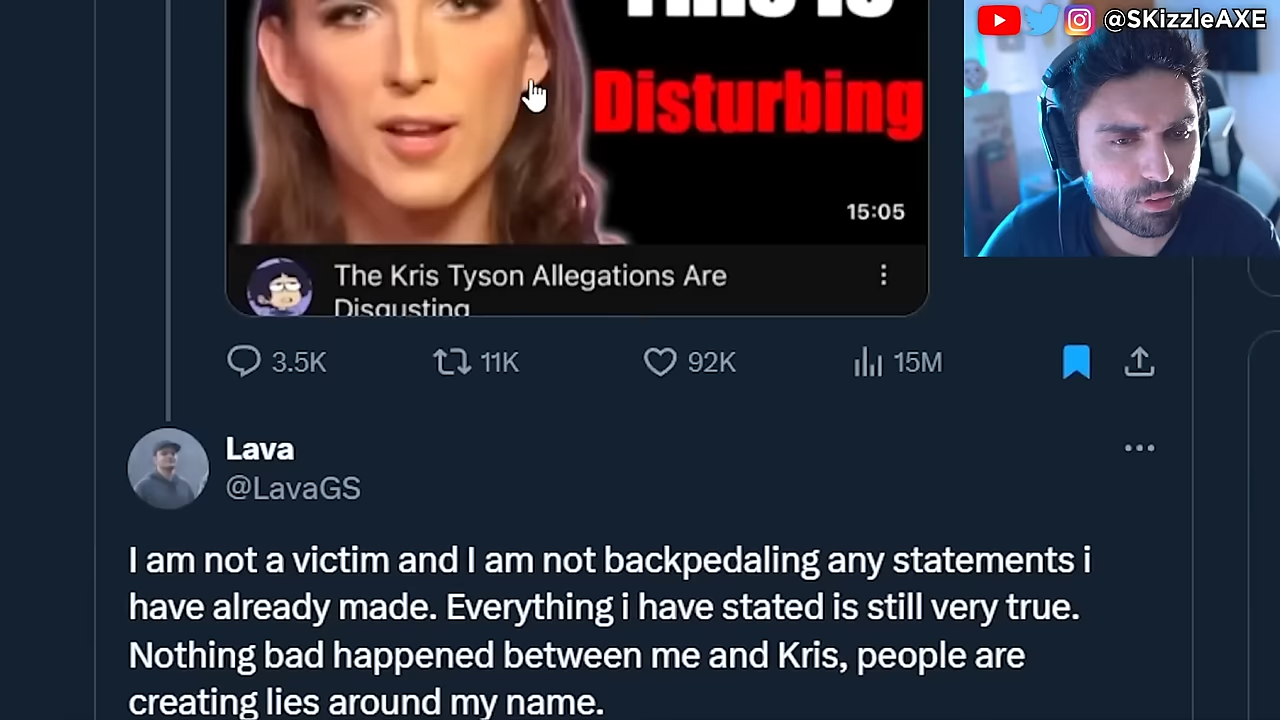 @SKizzleAXE
This is
Disturbing
15:05
The Kris Tyson Allegations Are
Disgusting
3.5K 11K 92K 15M
Lava
@LavaGS
I am not a victim and I am not backpedaling any statements i
have already made. Everything i have stated is still very true.
Nothing bad happened between me and Kris, people are
creating lies around my name.